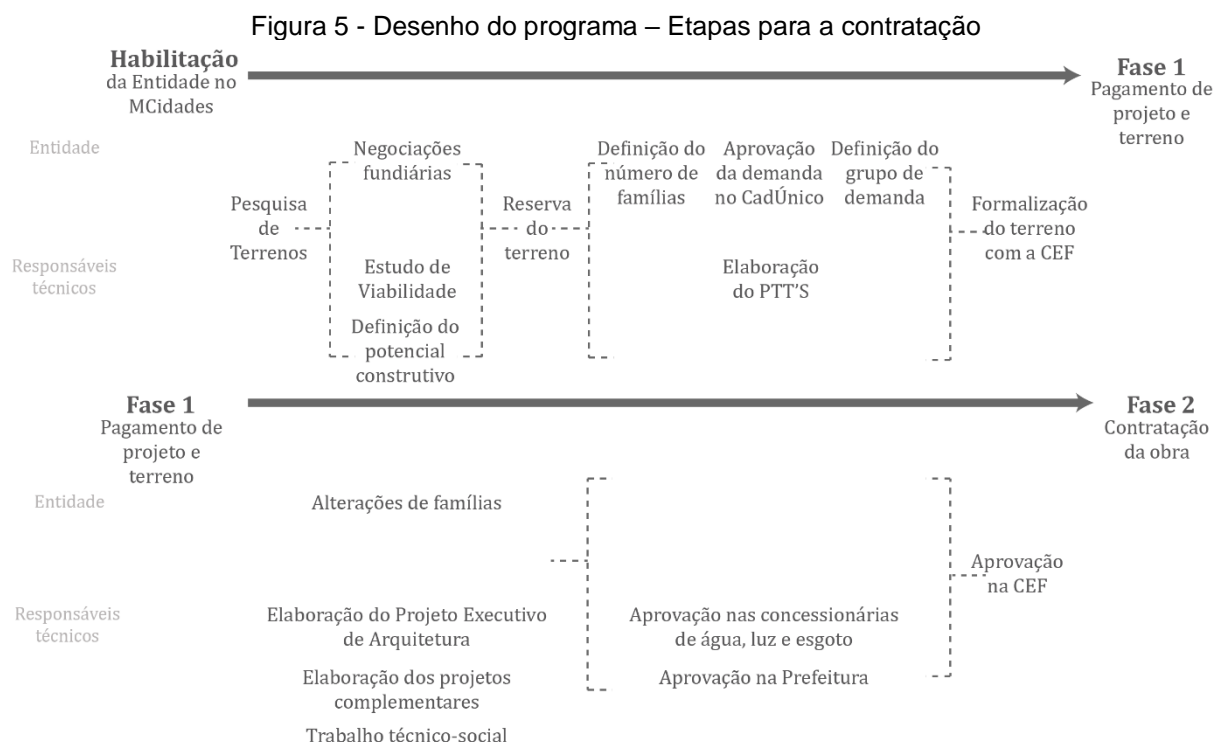 Figura 5 - Desenho do programa – Etapas para a contratação
Habilitação
da Entidade no
MCidades
Fase 1
Pagamento de
projeto e
terreno
Entidade
Negociações
fundiárias
Definição do
número de
famílias
Aprovação
da demanda
no CadÚnico
Definição do
grupo de
demanda
Pesquisa
de
Terrenos
Reserva
do
terreno
Formalização
do terreno
com a CEF
Responsáveis
técnicos
Estudo de
Viabilidade
Elaboração
do PTT'S
Definição do
potencial
construtivo
Fase 1
Pagamento de
projeto e
terreno
Fase 2
Contratação
da obra
Entidade
Alterações de famílias
Aprovação
na CEF
Responsáveis
técnicos
Elaboração do Projeto Executivo
de Arquitetura
Aprovação nas concessionárias
de água, luz e esgoto
Elaboração dos projetos
complementares
Aprovação na Prefeitura
Trabalho técnico-social